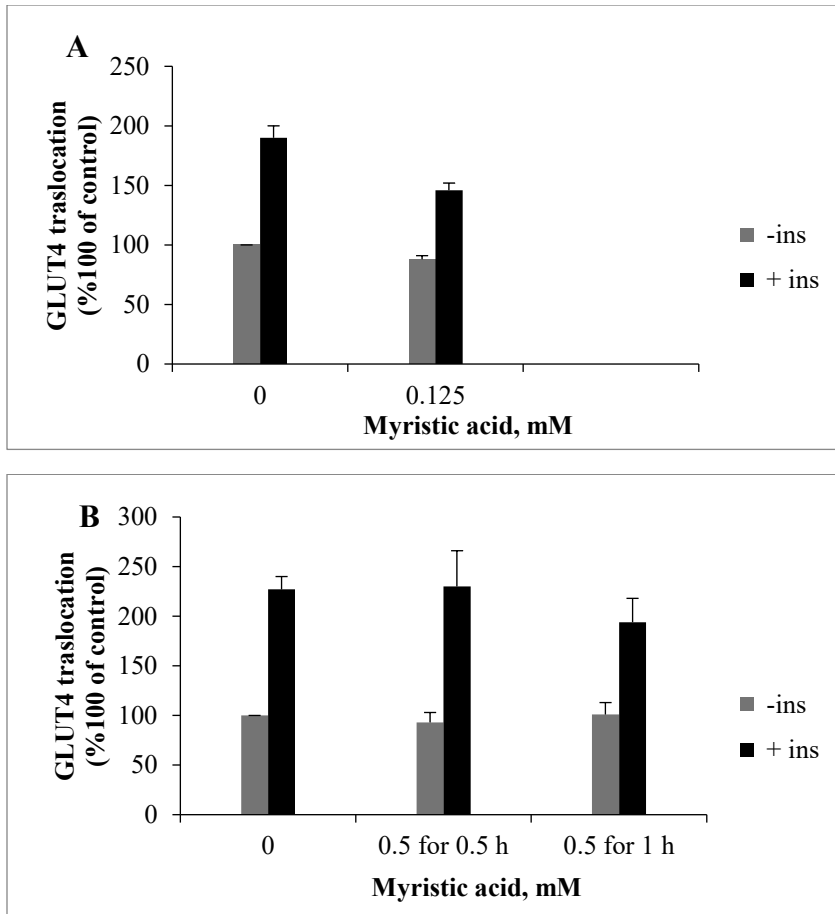 A
250
200
150
100
50
0
GLUT4 traslocation
(%100 of control)
0 0.125
Myristic acid, mM
-ins
+ ins
B
300
250
200
150
100
50
0
GLUT4 traslocation
(%100 of control)
0 0.5 for 0.5 h 0.5 for 1 h
Myristic acid, mM
-ins
+ ins